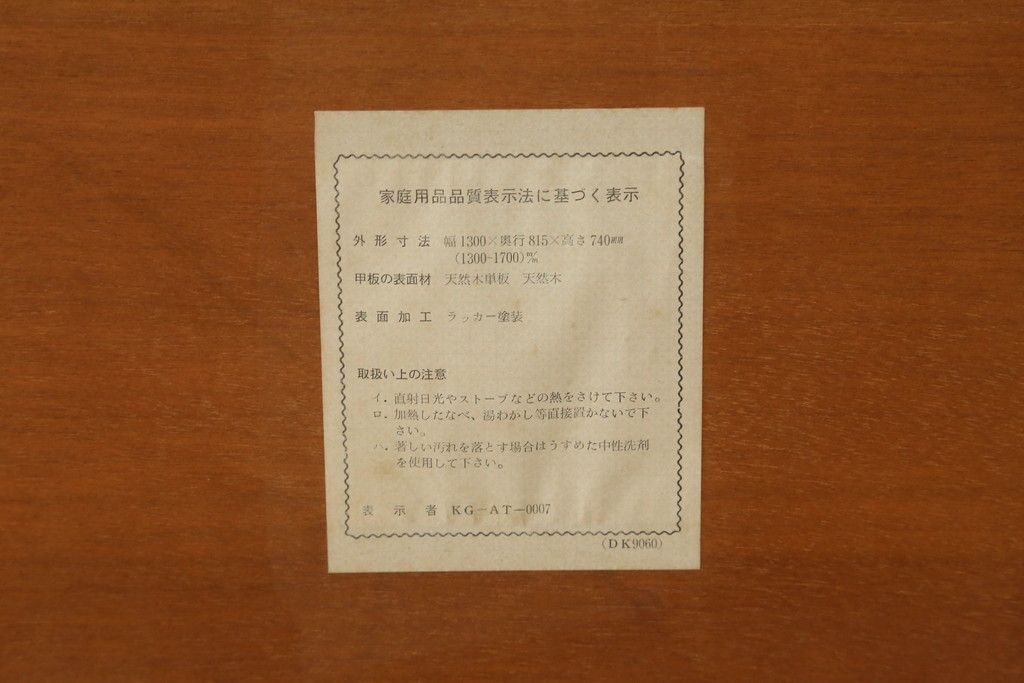 家庭用品品質表示法に基づく表示
外形寸法 幅1300×奥行815×高さ740mm
(1300-1700)m/m
甲板の表面材 天然木単板 天然木
表面加工 ラッカー塗装
取扱い上の注意
イ．直射日光やストーブなどの熱をさけて下さい。
ロ．加熱したなべ、湯わかし等直接置かないで下
さい。
ハ．著しい汚れを落とす場合はうすめた中性洗剤
を使用して下さい。
表示者 KG－AT－0007
(DK9060)